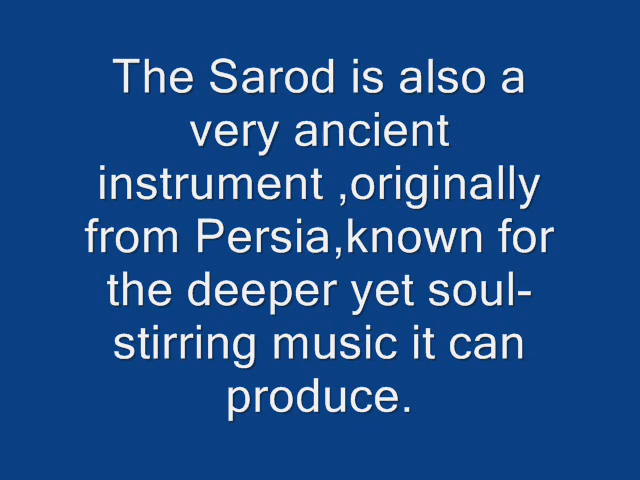 The Sarod is also a
very ancient
instrument ,originally
from Persia,known for
the deeper yet soul-
stirring music it can
produce.